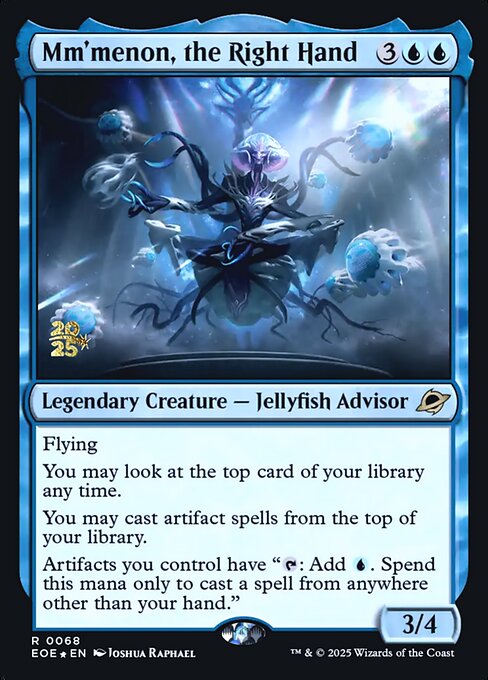 Mm'menon, the Right Hand 3
2025
Legendary Creature — Jellyfish Advisor
Flying
You may look at the top card of your library
any time.
You may cast artifact spells from the top of
your library.
Artifacts you control have “: Add . Spend
this mana only to cast a spell from anywhere
other than your hand.”
3/4
R 0068
EOE ★ EN Joshua Raphael
™ & © 2025 Wizards of the Coast